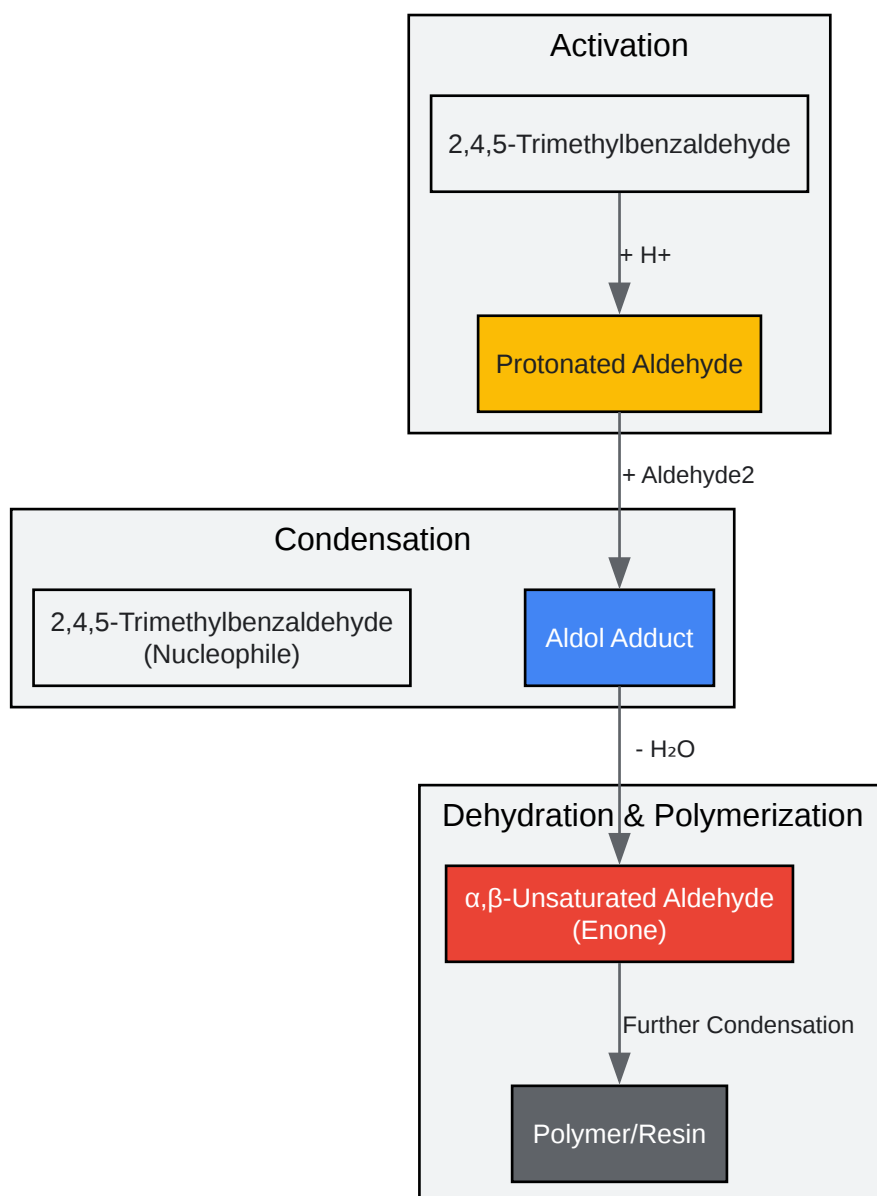 Activation
2,4,5-Trimethylbenzaldehyde
+ H+
Protonated Aldehyde
+ Aldehyde2
Condensation
2,4,5-Trimethylbenzaldehyde
(Nucleophile)
Aldol Adduct
- H₂O
Dehydration & Polymerization
α,β-Unsaturated Aldehyde
(Enone)
Further Condensation
Polymer/Resin